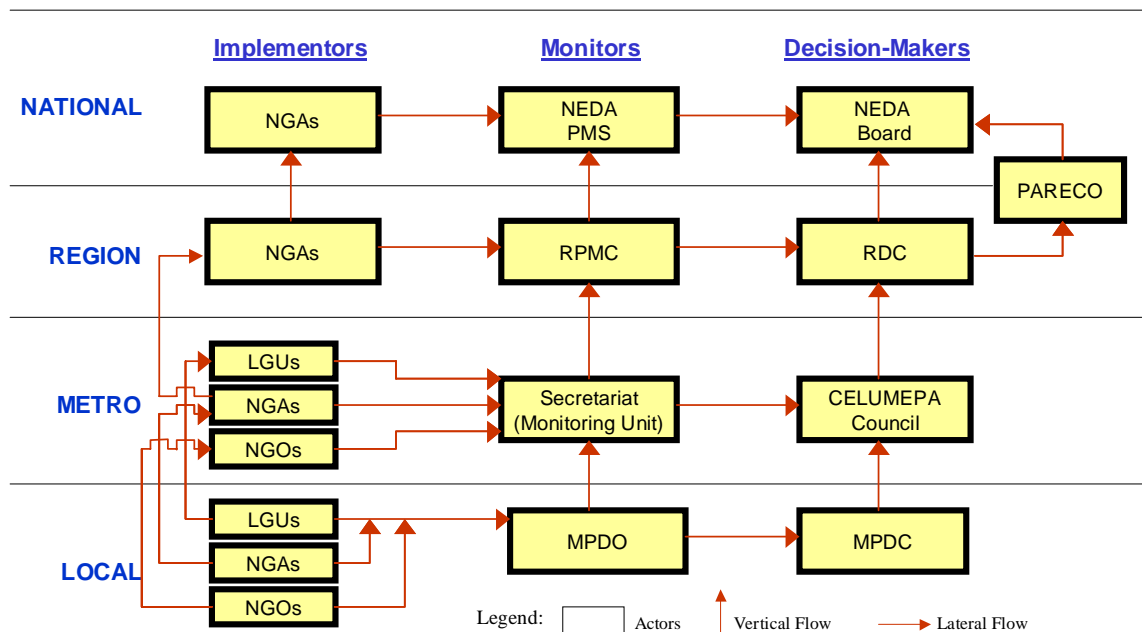 Implementors Monitors Decision-Makers
NATIONAL
NGAs
NEDA
PMS
NEDA
Board
PARECO
REGION
NGAs
RPMC
RDC
METRO
LGUs
NGAs
NGOs
Secretariat
(Monitoring Unit)
CELUMEPA
Council
LOCAL
LGUs
NGAs
NGOs
MPDO
MPDC
Legend: Actors Vertical Flow Lateral Flow